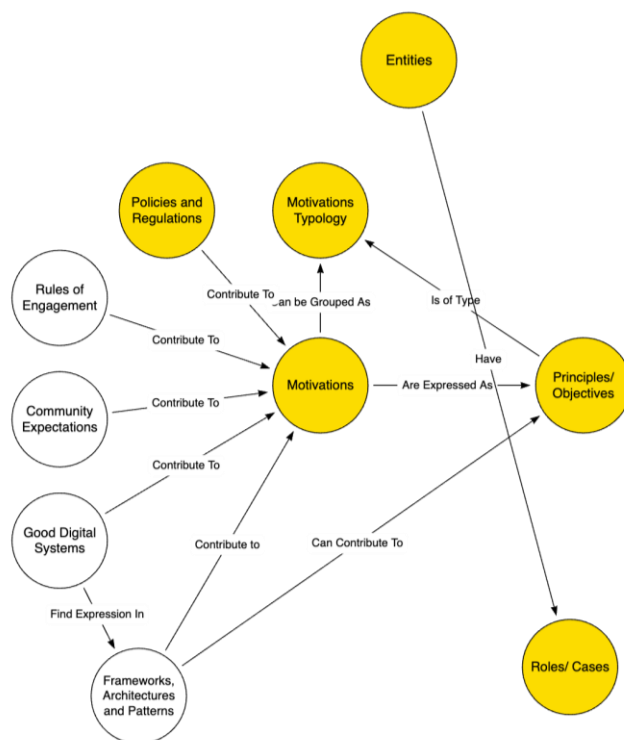 Entities
Policies and
Regulations
Motivations
Typology
Rules of
Engagement
Contribute To
an be Grouped As
Is of Type
Contribute To
Have
Motivations
Are Expressed As
Principles/
Objectives
Community
Expectations
Contribute To
Contribute To
Good Digital
Systems
Contribute to
Can Contribute To
Find Expression In
Roles/ Cases
Frameworks,
Architectures
and Patterns